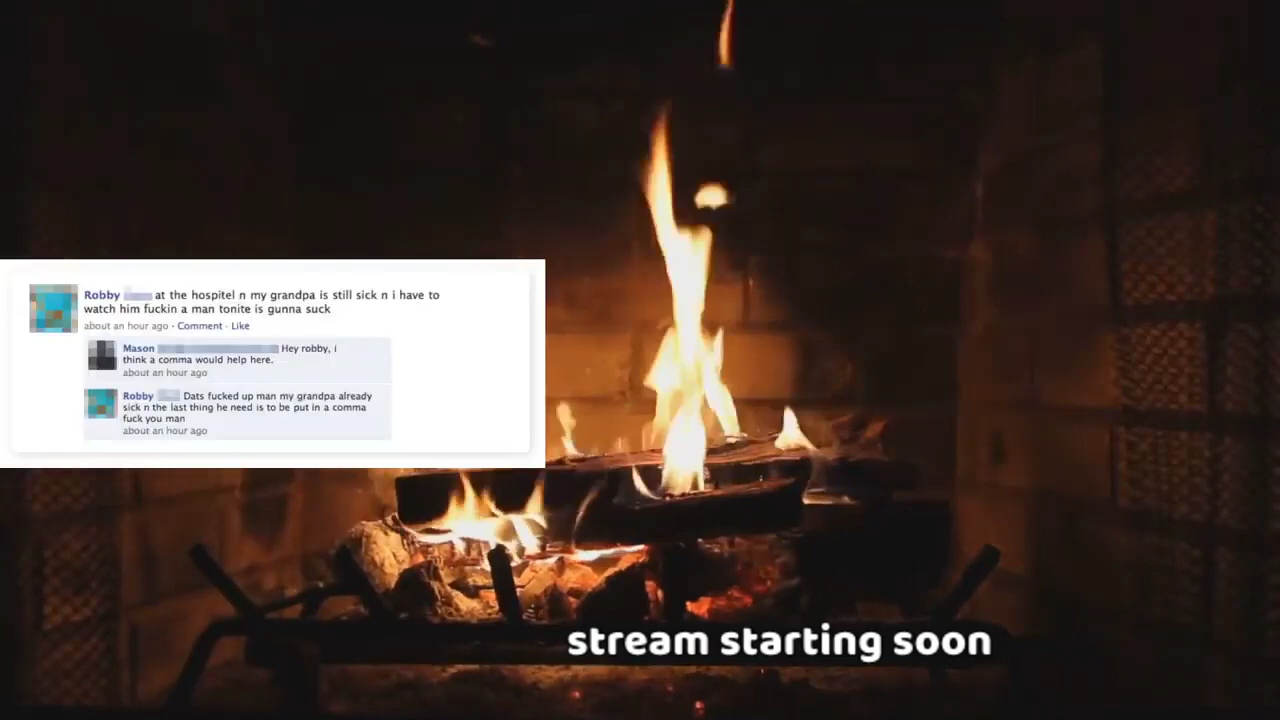 Robby at the hospitel n my grandpa is still sick n i have to
watch him fuckin a man tonite is gunna suck
about an hour ago · Comment · Like
Mason Hey robby, i
think a comma would help here.
about an hour ago
Robby Dats fucked up man my grandpa already
sick n the last thing he need is to be put in a comma
fuck you man
about an hour ago
stream starting soon